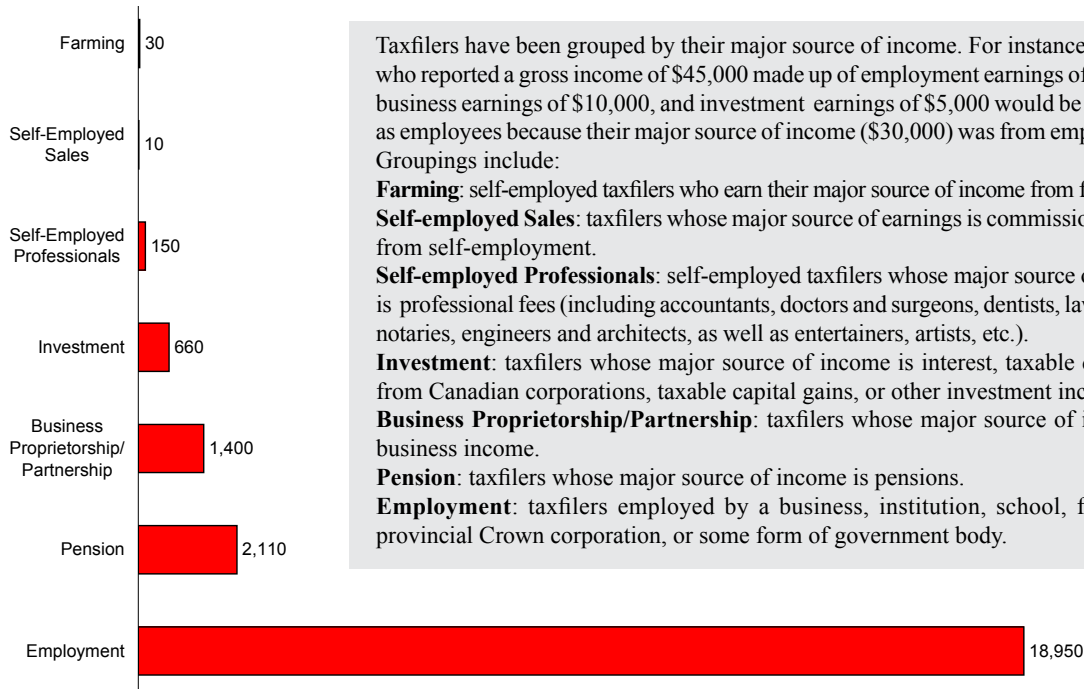 Farming
30
Self-Employed
Sales
10
Self-Employed
Professionals
150
Investment
660
Business
Proprietorship/
Partnership
1,400
Pension
2,110
Employment
18,950
Taxfilers have been grouped by their major source of income. For instance
who reported a gross income of $45,000 made up of employment earnings of
business earnings of $10,000, and investment earnings of $5,000 would be
as employees because their major source of income ($30,000) was from
Groupings include:
Farming: self-employed taxfilers who earn their major source of income from
Self-employed Sales: taxfilers whose major source of earnings is
from self-employment.
Self-employed Professionals: self-employed taxfilers whose major source
is professional fees (including accountants, doctors and surgeons, dentists,
notaries, engineers and architects, as well as entertainers, artists, etc.).
Investment: taxfilers whose major source of income is interest, taxable
from Canadian corporations, taxable capital gains, or other investment
Business Proprietorship/Partnership: taxfilers whose major source of
business income.
Pension: taxfilers whose major source of income is pensions.
Employment: taxfilers employed by a business, institution, school,
provincial Crown corporation, or some form of government body.